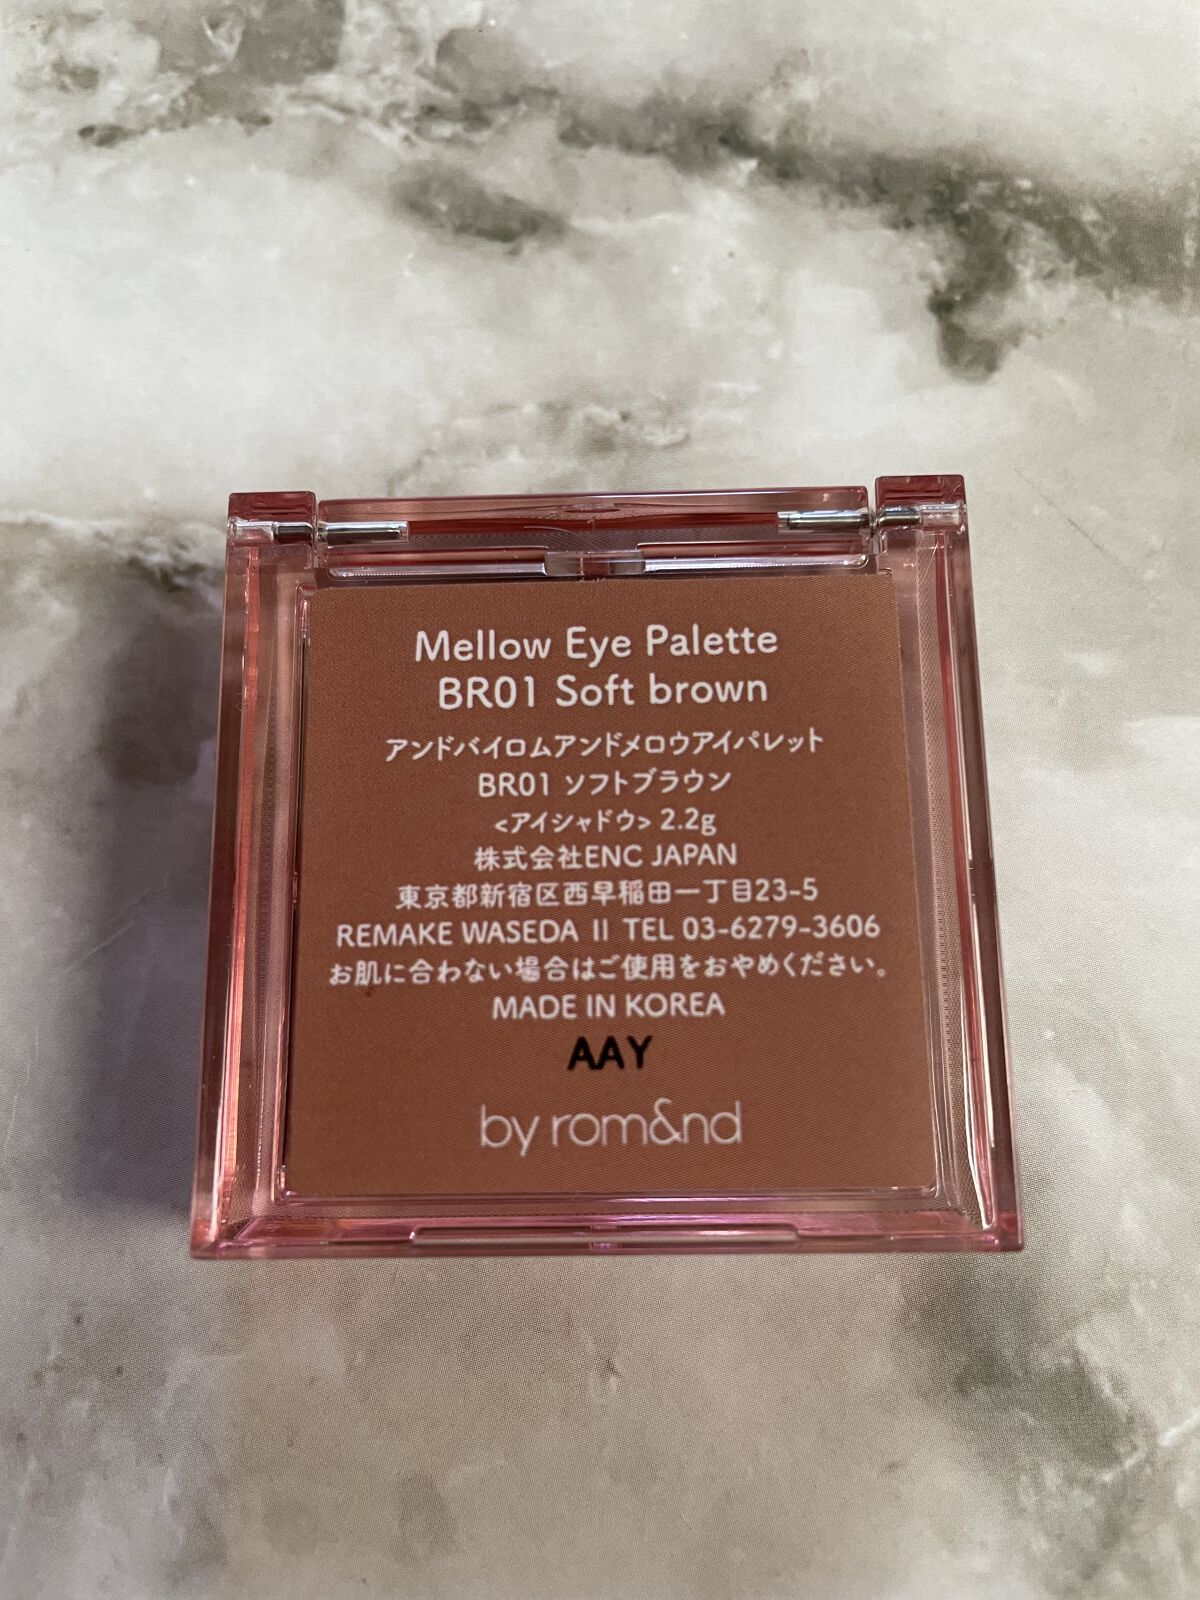 Mellow Eye Palette
BR01 Soft brown
アンドバイロムアンドメロウアイパレット
BR01 ソフトブラウン
<アイシャドウ> 2.2g
株式会社ENC JAPAN
東京都新宿区西早稲田一丁目23-5
REMAKE WASEDA II TEL 03-6279-3606
お肌に合わない場合はご使用をおやめください。
MADE IN KOREA
AAY
by rom&nd